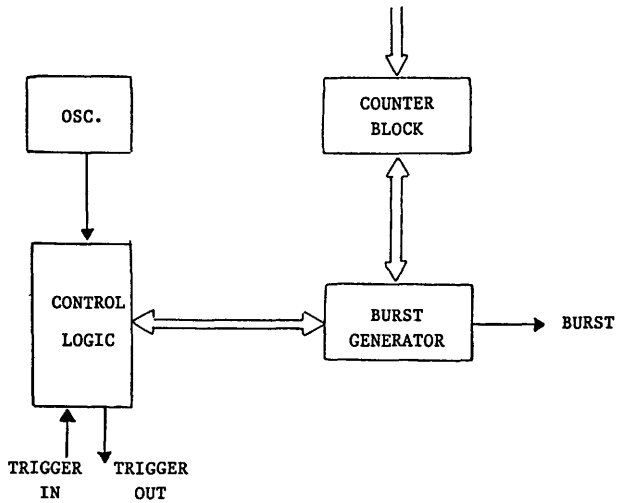 OSC.
COUNTER
BLOCK
CONTROL
LOGIC
BURST
GENERATOR
BURST
TRIGGER
IN
TRIGGER
OUT